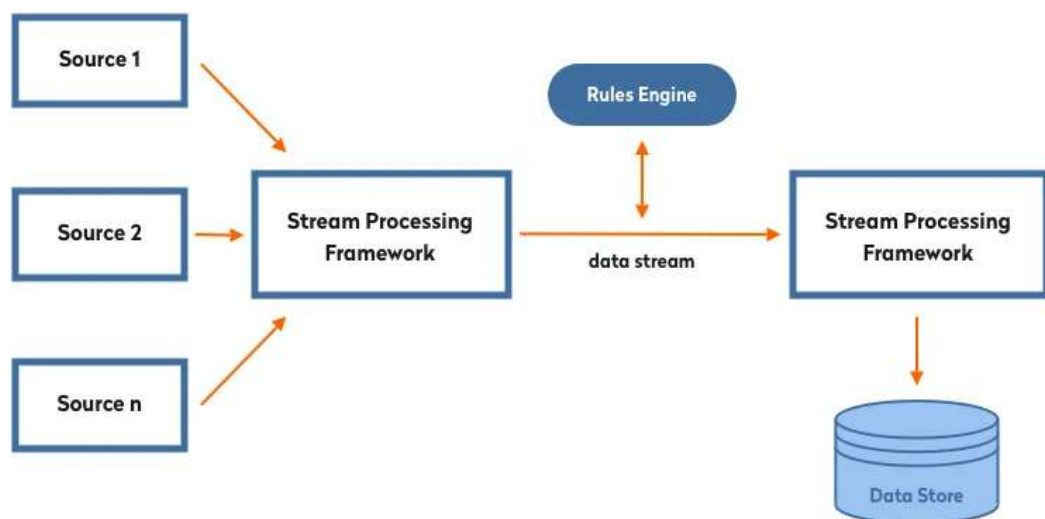 Source 1
Rules Engine
Source 2
Stream Processing
Framework
data stream
Stream Processing
Framework
Source n
Data Store